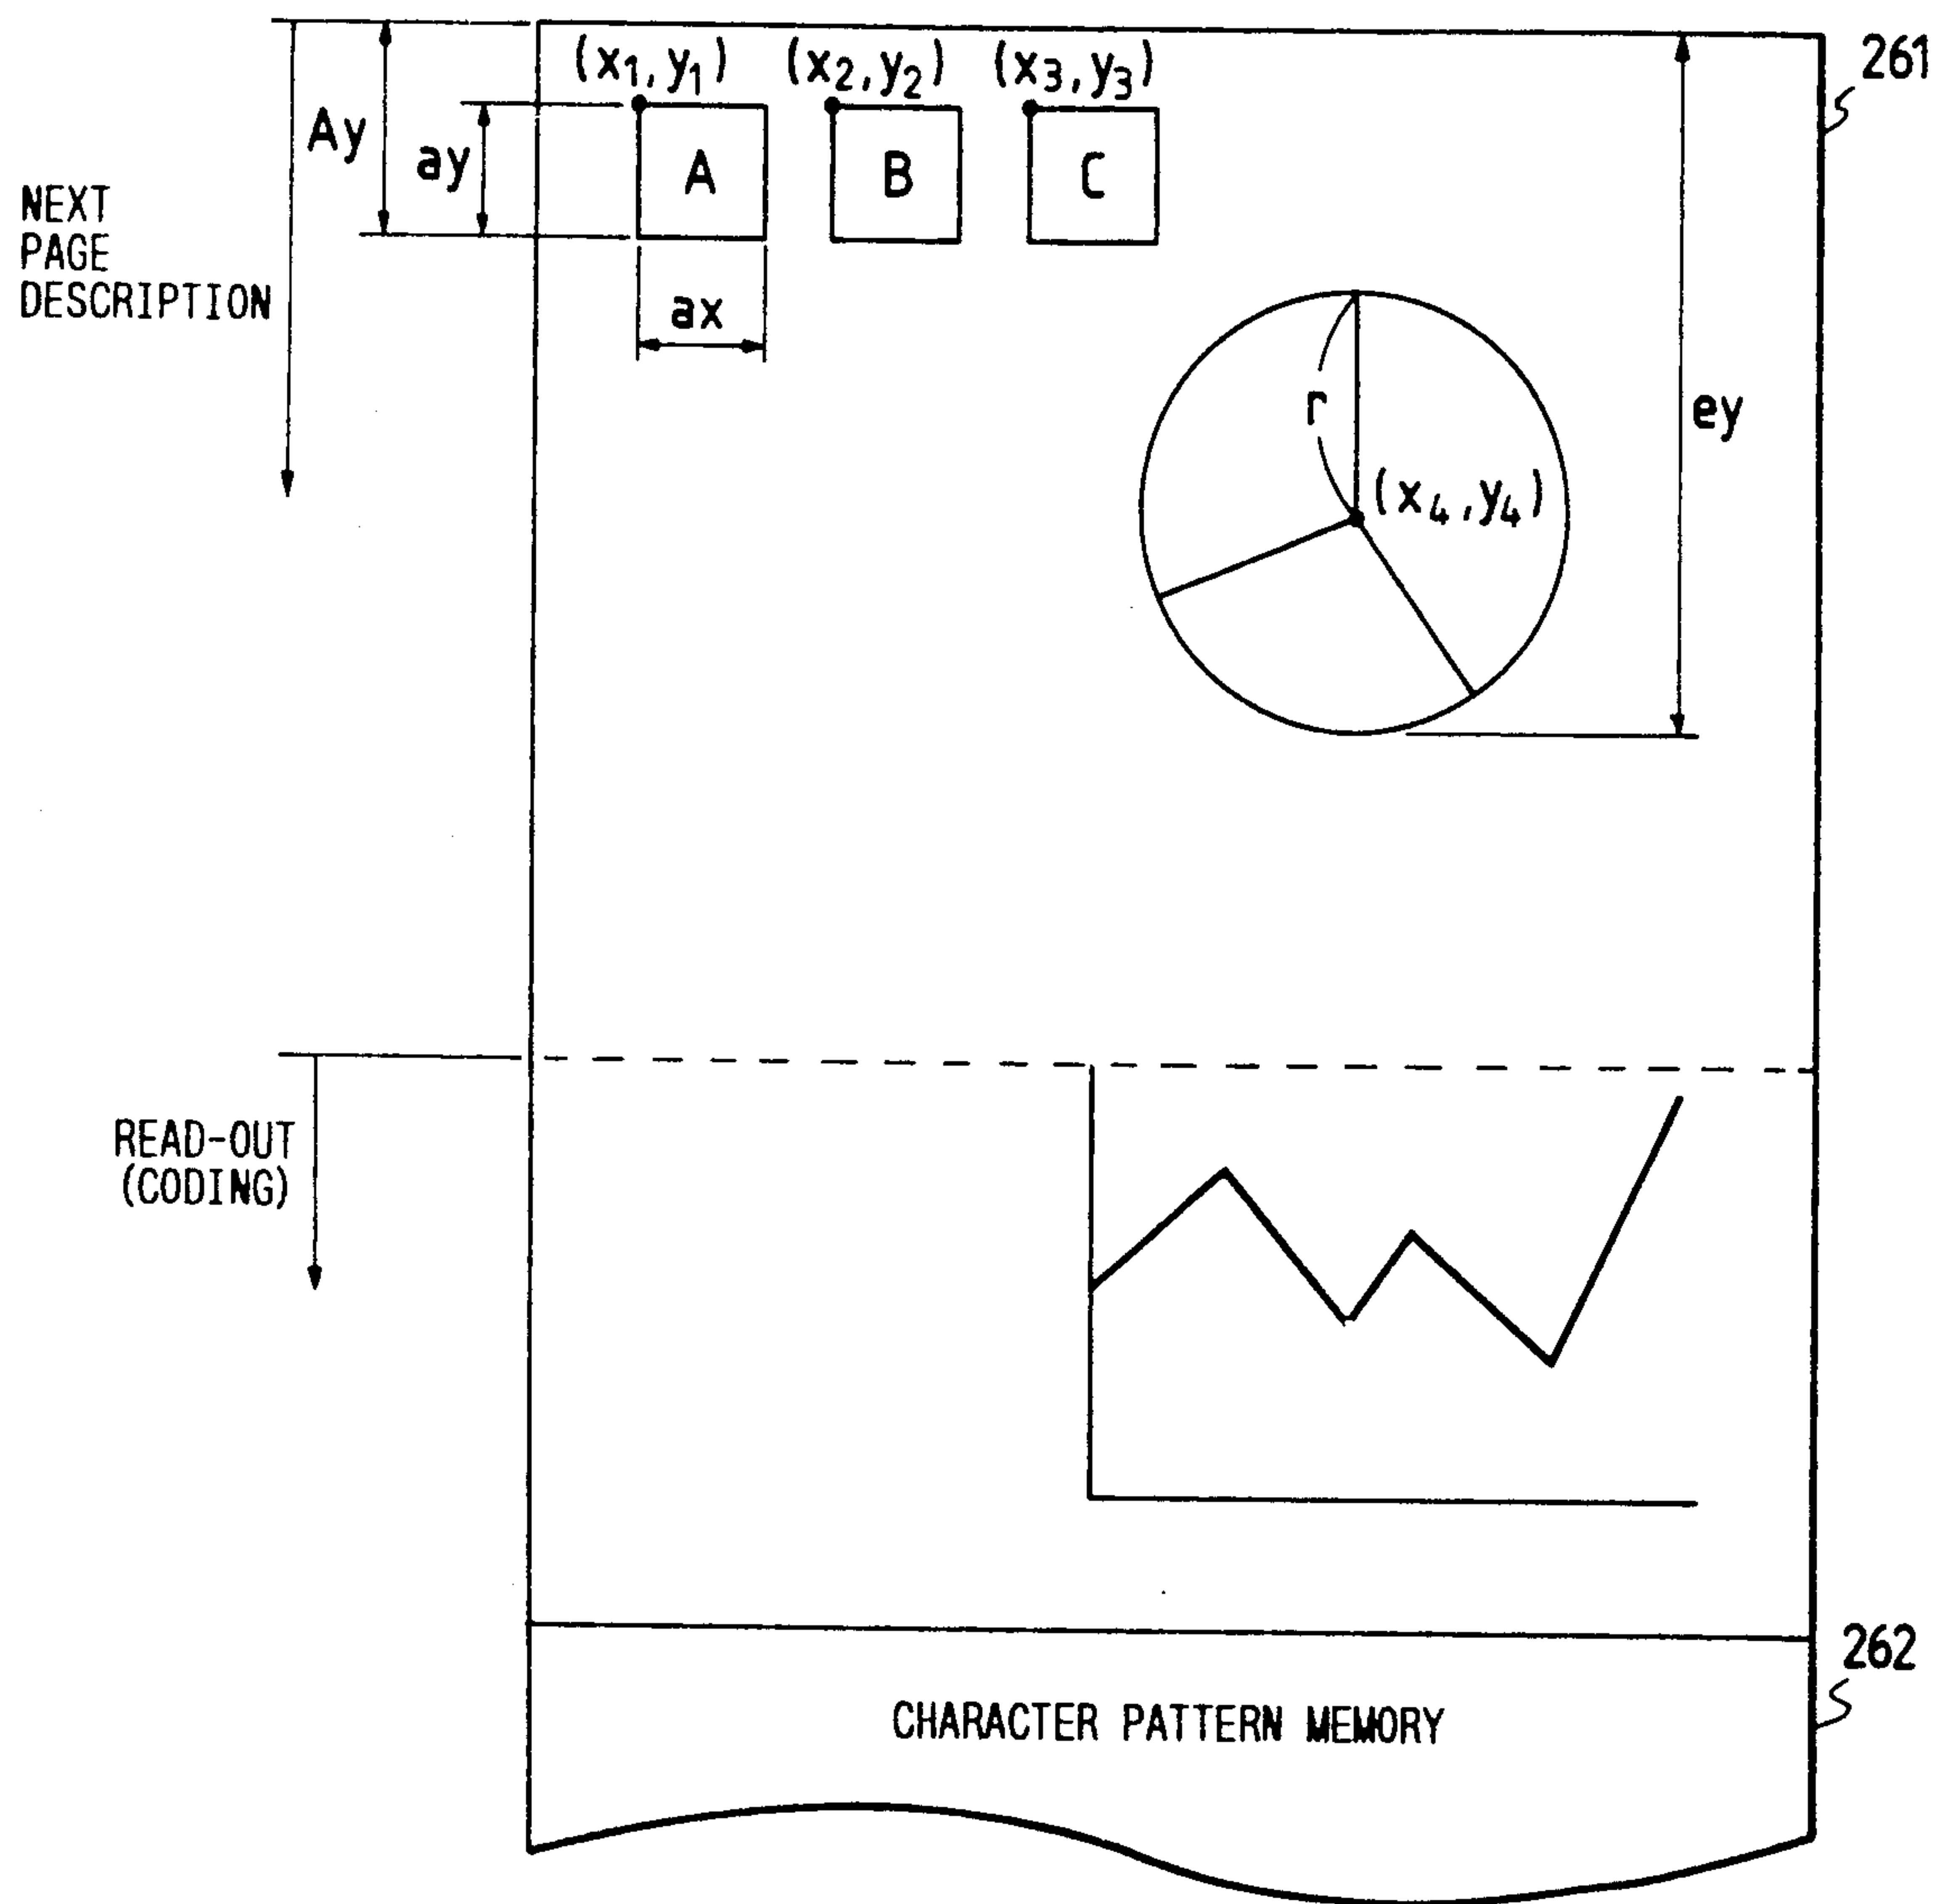 (x₁,y₁) (x₂,y₂) (x₃,y₃)
261
Ay
ay
A
B
C
NEXT
PAGE
DESCRIPTION
ax
r
ey
(x₄,y₄)
READ-OUT
(CODING)
262
CHARACTER PATTERN MEMORY